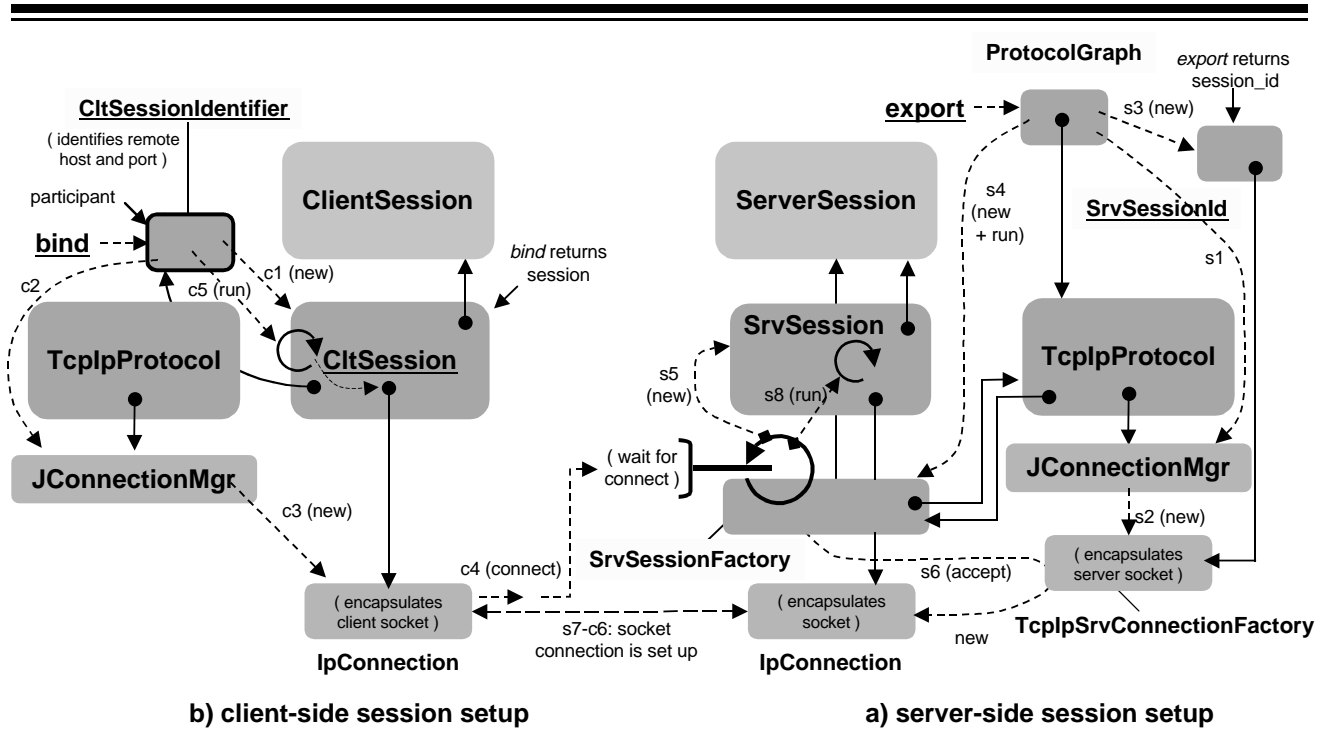 ProtocolGraph
export returns
session_id
CltSessionIdentifier
( identifies remote
host and port )
export
s3 (new)
participant
ClientSession
ServerSession
s4
(new
+ run)
SrvSessionId
bind
c1 (new)
bind returns
session
s1
c2
c5 (run)
TcpIpProtocol
CltSession
SrvSession
TcpIpProtocol
s5
(new)
s8 (run)
( wait for
connect )
JConnectionMgr
JConnectionMgr
c3 (new)
s2 (new)
SrvSessionFactory
c4 (connect)
s6 (accept)
( encapsulates
server socket )
( encapsulates
client socket )
( encapsulates
socket )
s7-c6: socket
connection is set up
new
TcpIpSrvConnectionFactory
IpConnection
IpConnection
b) client-side session setup
a) server-side session setup